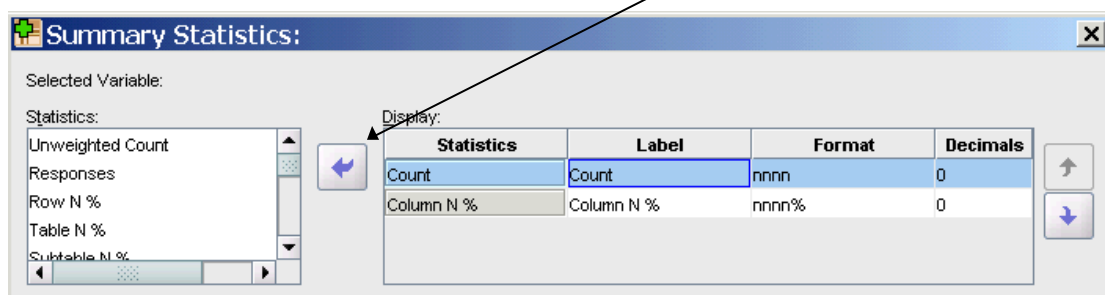 Summary Statistics:
Selected Variable:
Statistics:
Unweighted Count
Responses
Row N %
Table N %
Subtable N %
Display:
Statistics Label Format Decimals
Count Count nnnn 0
Column N % Column N % nnnn% 0